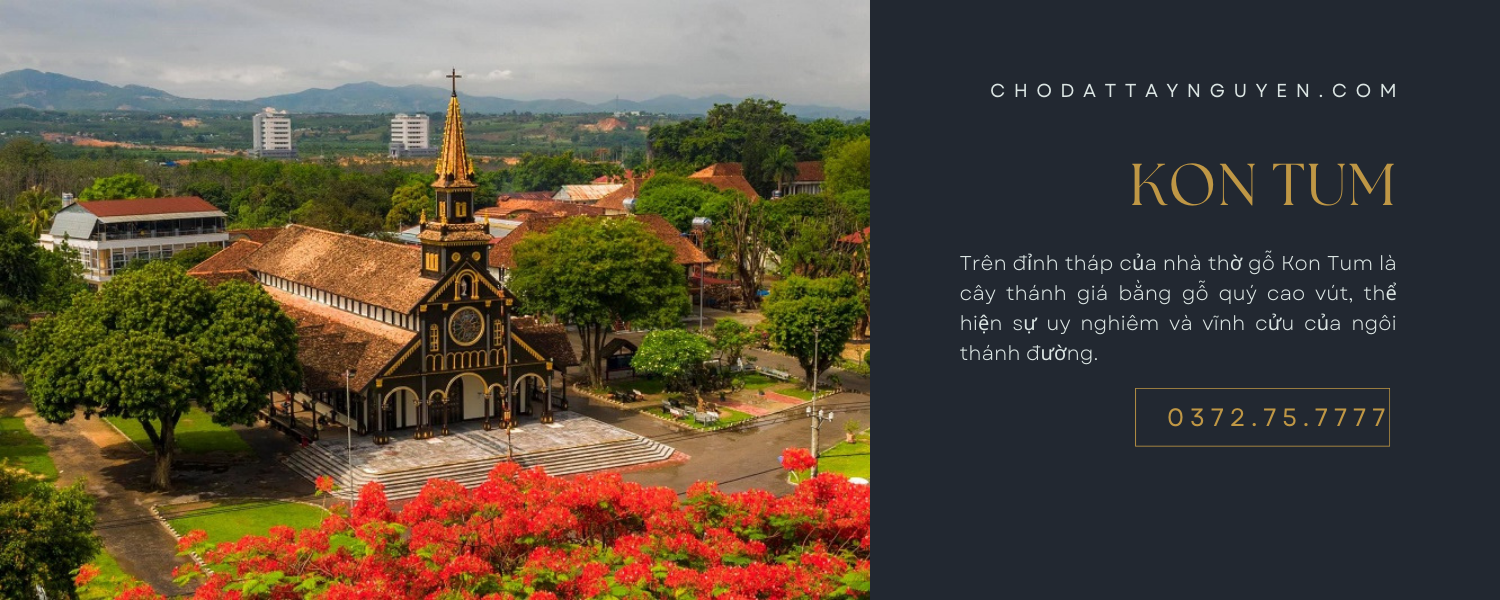 CHODATTAYNGUYEN.COM
KON TUM
Trên đỉnh tháp của nhà thờ gỗ Kon Tum là
cây thánh giá bằng gỗ quý cao vút, thể
hiện sự uy nghiêm và vĩnh cửu của ngôi
thánh đường.
0372.75.7777